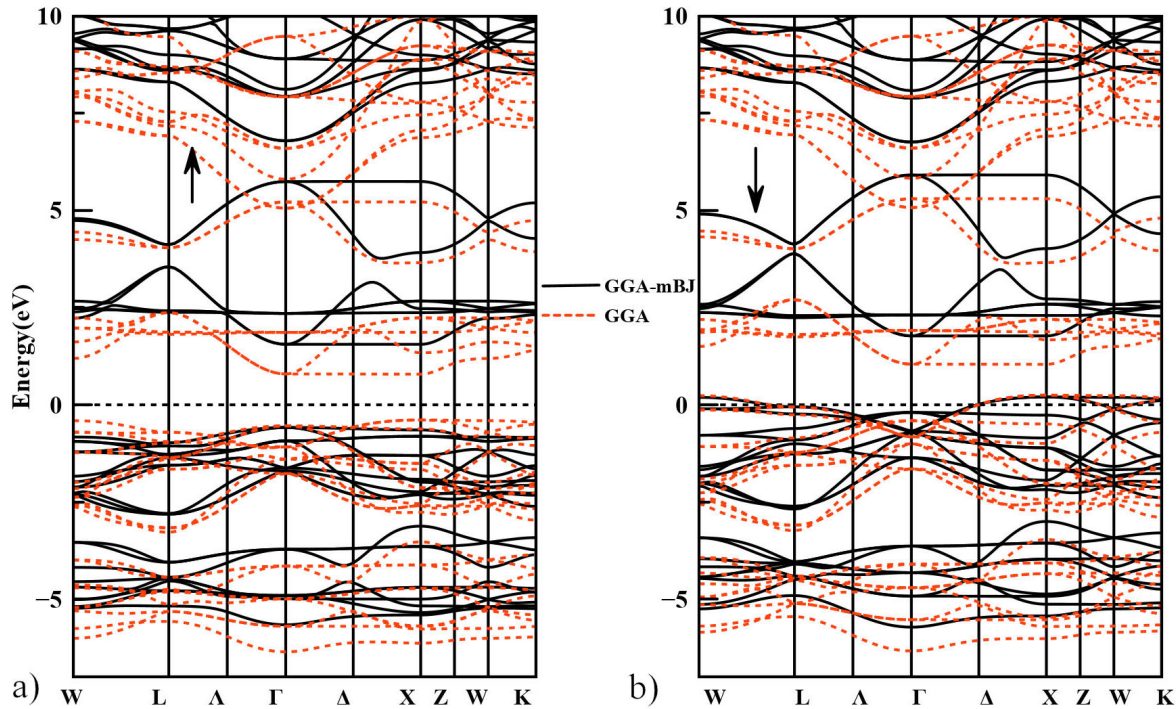 10
5
0
−5
Energy(eV)
GGA-mBJ
GGA
a) W L Λ Γ Δ X Z W K
10
5
0
−5
b) W L Λ Γ Δ X Z W K